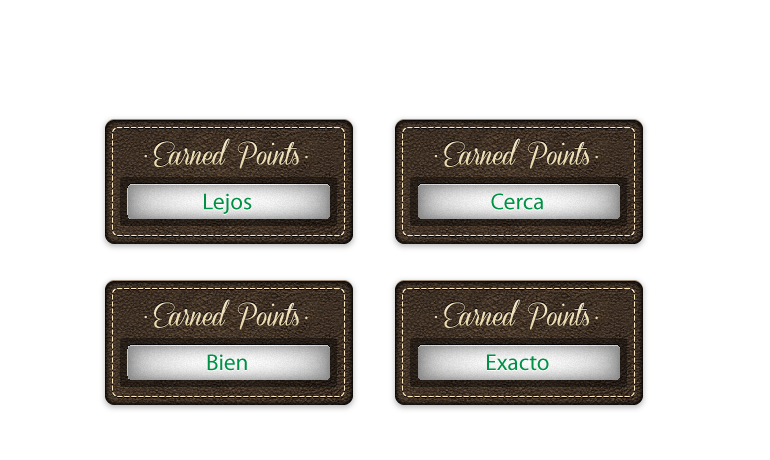 · Earned Points ·
Lejos
· Earned Points ·
Cerca
· Earned Points ·
Bien
· Earned Points ·
Exacto